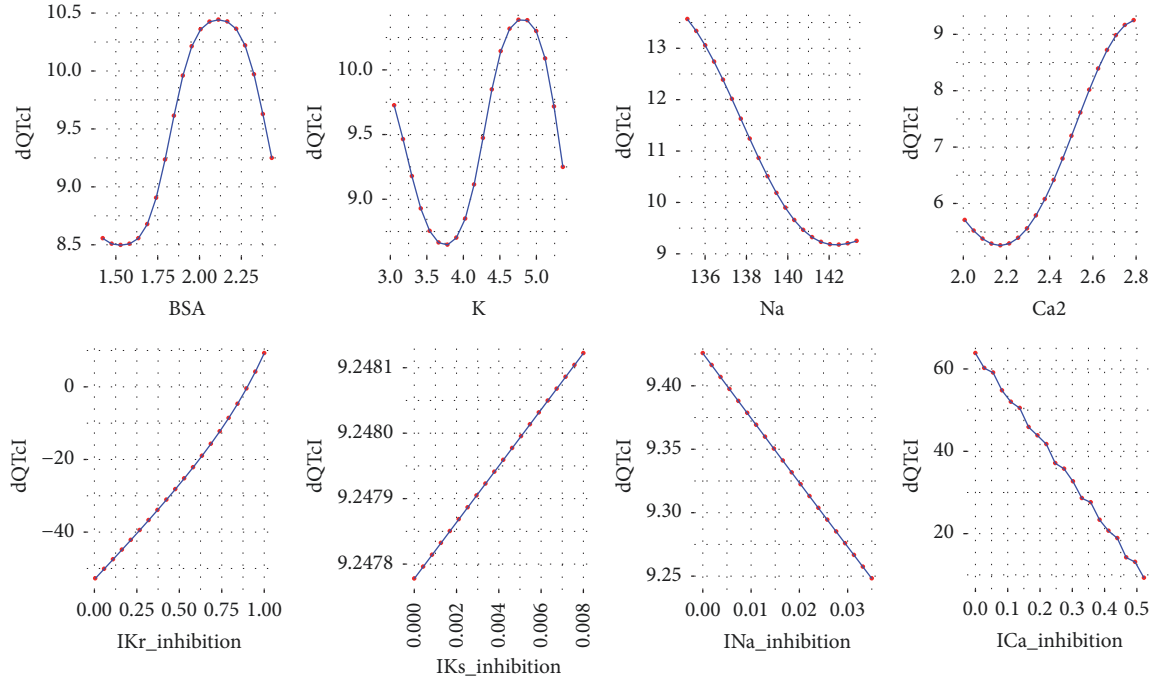 dQTcI
10.5
10.0
9.5
9.0
8.5
1.50 1.75 2.00 2.25
BSA
dQTcI
10.0
9.5
9.0
3.0 3.5 4.0 4.5 5.0
K
dQTcI
13
12
11
10
9
136 138 140 142
Na
dQTcI
9
8
7
6
2.0 2.2 2.4 2.6 2.8
Ca2
dQTcI
0
−20
−40
0.00 0.25 0.50 0.75 1.00
IKr_inhibition
dQTcI
9.2481
9.2480
9.2479
9.2478
0.000 0.002 0.004 0.006 0.008
IKs_inhibition
dQTcI
9.40
9.35
9.30
9.25
0.00 0.01 0.02 0.03
INa_inhibition
dQTcI
60
40
20
0.0 0.1 0.2 0.3 0.4 0.5
ICa_inhibition